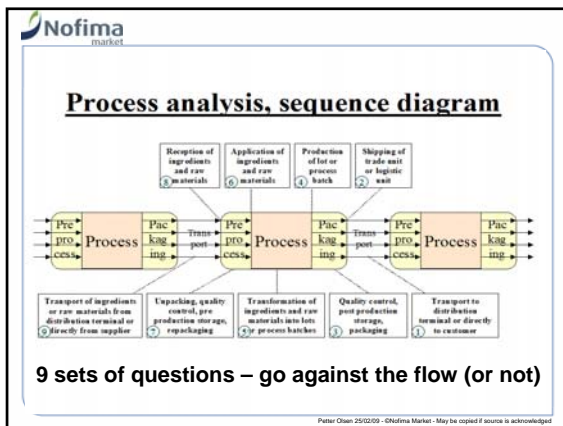 Nofima
market
Process analysis, sequence diagram
Reception of
ingredients
and raw
materials
8
Application of
ingredients
and raw
materials
6
Production
of lot or
process
batch
4
Shipping of
trade unit
or logistic
unit
2
Pre
pro
cess
Process
Pac
kag
ing
Trans
port
Pre
pro
cess
Process
Pac
kag
ing
Trans
port
Pre
pro
cess
Process
Pac
kag
ing
Transport of ingredients
or raw materials from
distribution terminal or
directly from supplier
9
Unpacking, quality
control, pre
production storage,
repackaging
7
Transformation of
ingredients and raw
materials into lots
or process batches
5
Quality control,
post production
storage,
packaging
3
Transport to
distribution
terminal or directly
to customer
1
9 sets of questions – go against the flow (or not)
Petter Olsen 25/02/09 - ©Nofima Market - May be copied if source is acknowledged